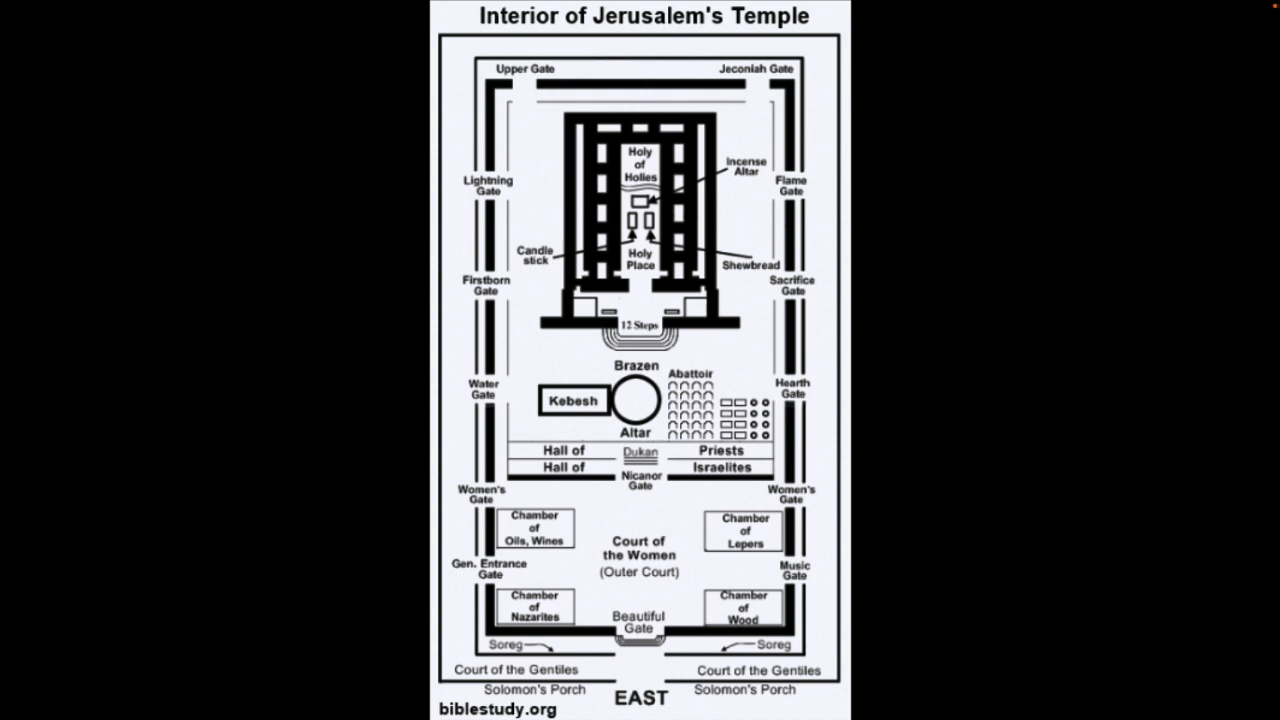 Interior of Jerusalem's Temple
Upper Gate
Jeconiah Gate
Holy
of
Holies
Incense
Altar
Lightning
Gate
Flame
Gate
Candle
stick
Holy
Place
Shewbread
Firstborn
Gate
Sacrifice
Gate
12 Steps
Brazen
Abattoir
Water
Gate
Kebesh
Hearth
Gate
Altar
Hall of
Dukan
Priests
Hall of
Israelites
Nicanor
Gate
Women's
Gate
Women's
Gate
Chamber
of
Oils, Wines
Chamber
of
Lepers
Court of
the Women
(Outer Court)
Gen. Entrance
Gate
Music
Gate
Chamber
of
Nazarites
Beautiful
Gate
Chamber
of
Wood
Soreg
Soreg
Court of the Gentiles
Court of the Gentiles
Solomon's Porch
EAST
Solomon's Porch
biblestudy.org